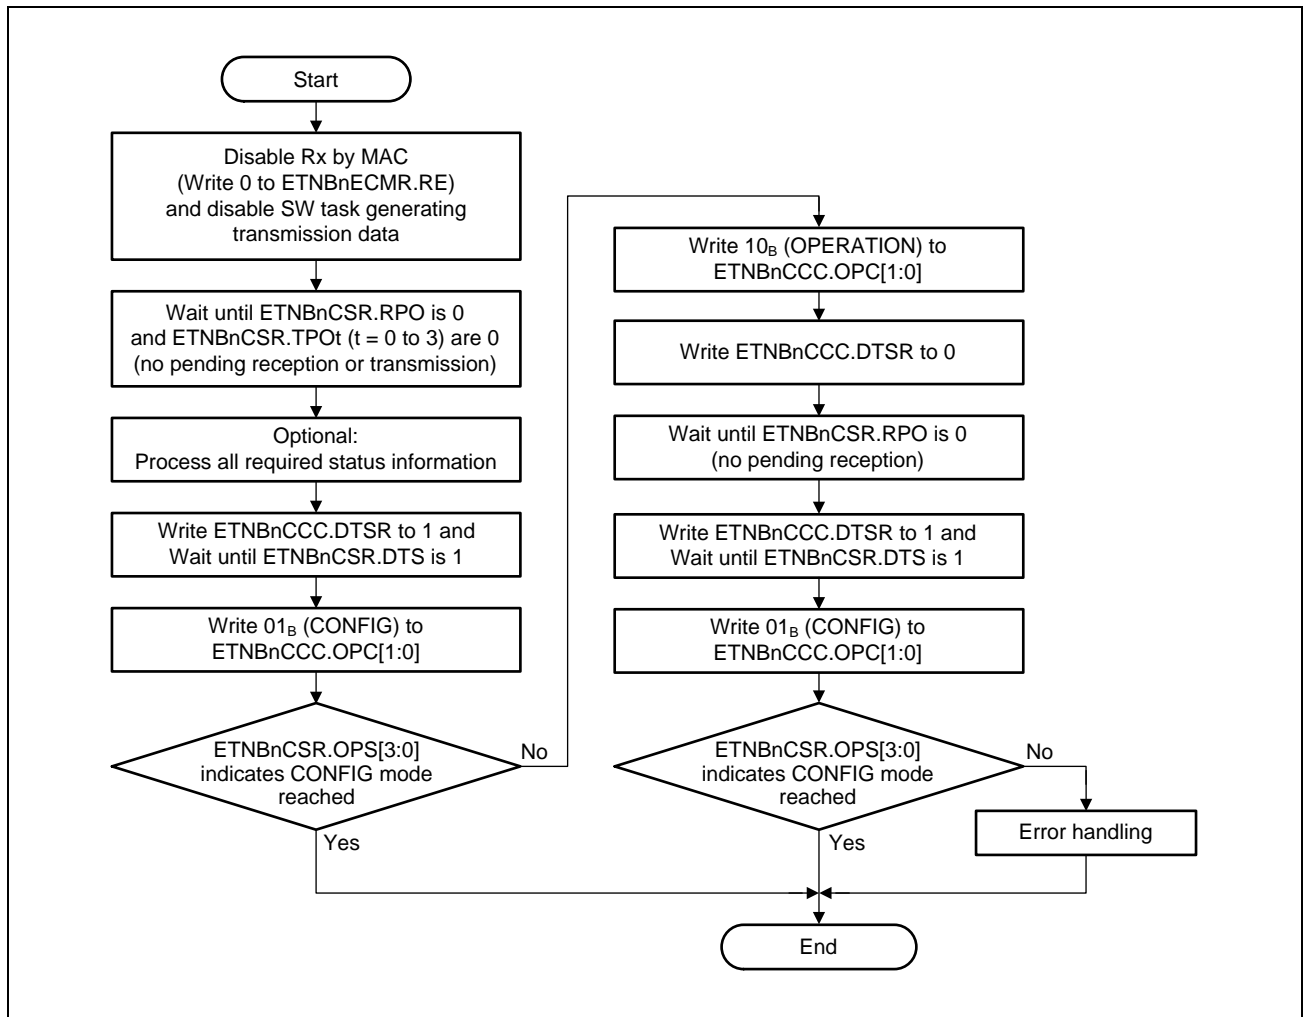 Start
Disable Rx by MAC
(Write 0 to ETNBnECMR.RE)
and disable SW task generating
transmission data
Wait until ETNBnCSR.RPO is 0
and ETNBnCSR.TPOt (t = 0 to 3) are 0
(no pending reception or transmission)
Optional:
Process all required status information
Write ETNBnCCC.DTSR to 1 and
Wait until ETNBnCSR.DTS is 1
Write 01B (CONFIG) to
ETNBnCCC.OPC[1:0]
ETNBnCSR.OPS[3:0]
indicates CONFIG mode
reached
No
Yes
Write 10B (OPERATION) to
ETNBnCCC.OPC[1:0]
Write ETNBnCCC.DTSR to 0
Wait until ETNBnCSR.RPO is 0
(no pending reception)
Write ETNBnCCC.DTSR to 1 and
Wait until ETNBnCSR.DTS is 1
Write 01B (CONFIG) to
ETNBnCCC.OPC[1:0]
ETNBnCSR.OPS[3:0]
indicates CONFIG mode
reached
No
Yes
Error handling
End